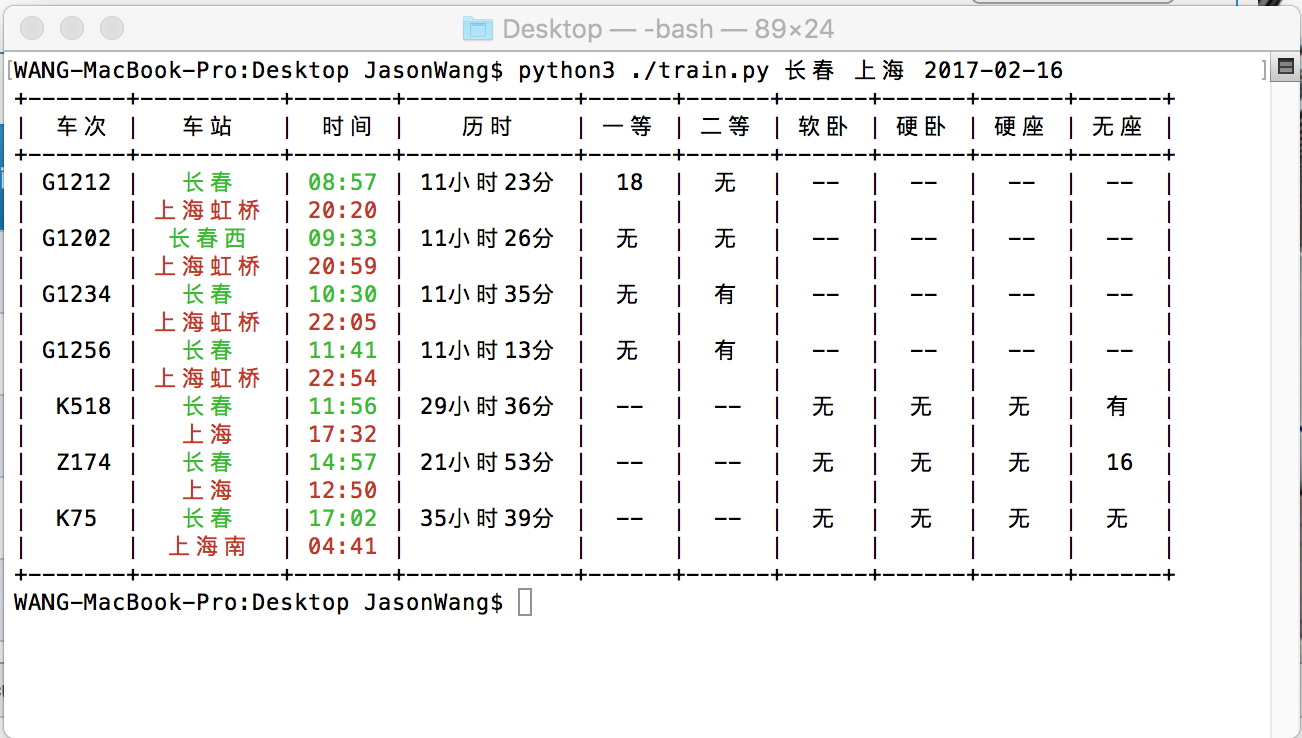 Desktop — -bash — 89×24
[WANG-MacBook-Pro:Desktop JasonWang$ python3 ./train.py 长春 上海 2017-02-16 ]
+--------+----------+-------+------------+------+------+------+------+------+------+
| 车次 | 车站 | 时间 | 历时 | 一等 | 二等 | 软卧 | 硬卧 | 硬座 | 无座 |
+--------+----------+-------+------------+------+------+------+------+------+------+
| G1212 | 长春 | 08:57 | 11小时23分 | 18 | 无 | -- | -- | -- | -- |
| | 上海虹桥 | 20:20 | | | | | | | |
| G1202 | 长春西 | 09:33 | 11小时26分 | 无 | 无 | -- | -- | -- | -- |
| | 上海虹桥 | 20:59 | | | | | | | |
| G1234 | 长春 | 10:30 | 11小时35分 | 无 | 有 | -- | -- | -- | -- |
| | 上海虹桥 | 22:05 | | | | | | | |
| G1256 | 长春 | 11:41 | 11小时13分 | 无 | 有 | -- | -- | -- | -- |
| | 上海虹桥 | 22:54 | | | | | | | |
| K518 | 长春 | 11:56 | 29小时36分 | -- | -- | 无 | 无 | 无 | 有 |
| | 上海 | 17:32 | | | | | | | |
| Z174 | 长春 | 14:57 | 21小时53分 | -- | -- | 无 | 无 | 无 | 16 |
| | 上海 | 12:50 | | | | | | | |
| K75 | 长春 | 17:02 | 35小时39分 | -- | -- | 无 | 无 | 无 | 无 |
| | 上海南 | 04:41 | | | | | | | |
+--------+----------+-------+------------+------+------+------+------+------+------+
WANG-MacBook-Pro:Desktop JasonWang$